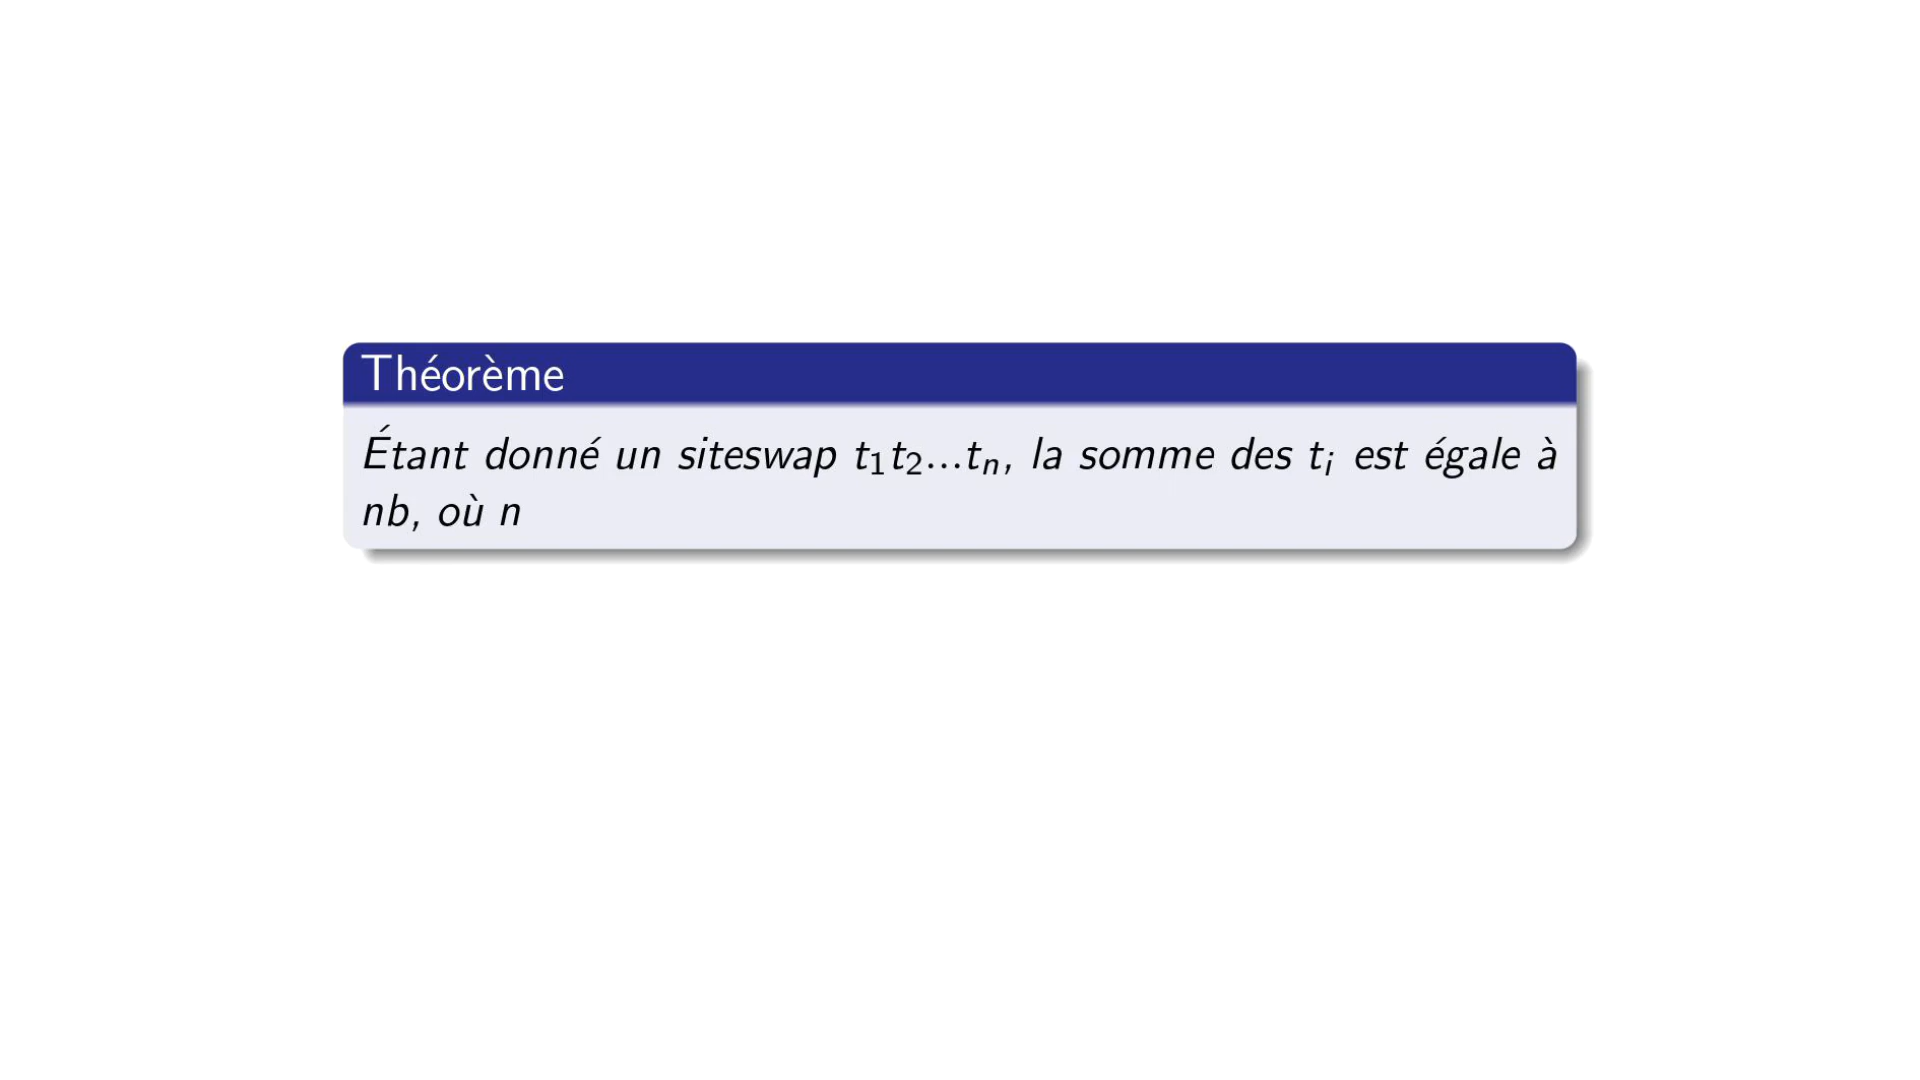 Théorème
Étant donné un siteswap t₁t₂...tₙ, la somme des tᵢ est égale à
nb, où n